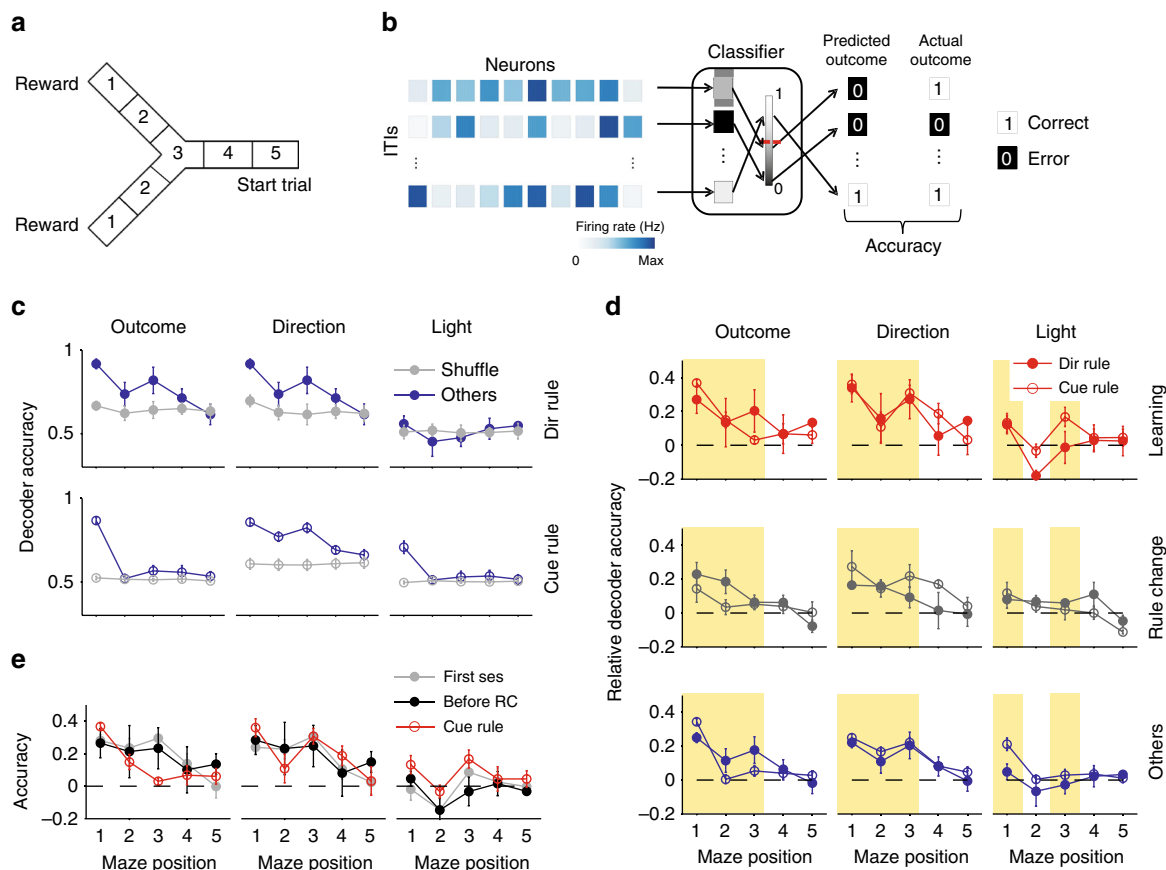 a
Reward
1
2
3
4
5
Start trial
2
1
Reward
b
Neurons
ITIs
...
...
Firing rate (Hz)
0
Max
Classifier
1
0
...
Predicted outcome
Actual outcome
0
1
0
0
...
...
1
1
Accuracy
1 Correct
0 Error
c
Outcome
Direction
Light
Decoder accuracy
1
0.5
Shuffle
Others
Dir rule
1
0.5
Cue rule
d
Outcome
Direction
Light
Relative decoder accuracy
0.4
0.2
0
−0.2
Dir rule
Cue rule
Learning
0.4
0.2
0
−0.2
Rule change
0.4
0.2
0
−0.2
Others
1 2 3 4 5
1 2 3 4 5
1 2 3 4 5
Maze position
Maze position
Maze position
e
First ses
Before RC
Cue rule
Accuracy
0.4
0.2
0
−0.2
1 2 3 4 5
1 2 3 4 5
1 2 3 4 5
Maze position
Maze position
Maze position